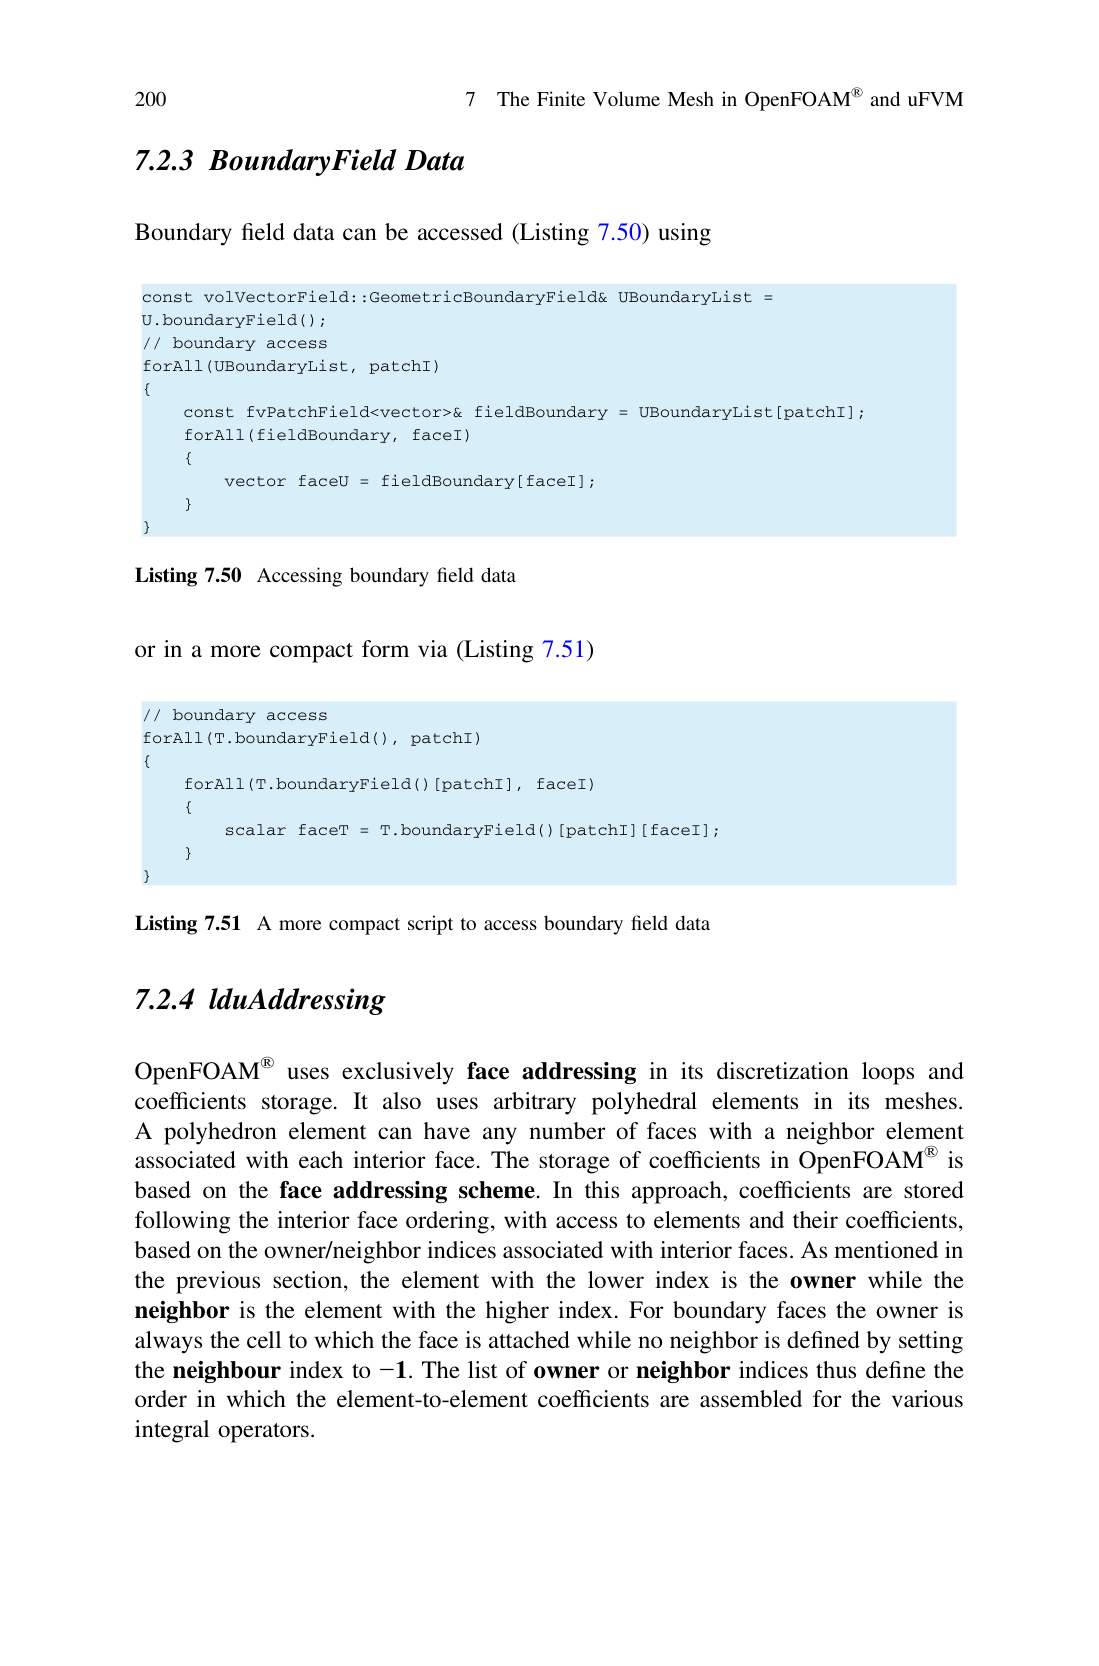 200 7 The Finite Volume Mesh in OpenFOAM® and uFVM
7.2.3 BoundaryField Data
Boundary field data can be accessed (Listing 7.50) using
const volVectorField::GeometricBoundaryField& UBoundaryList =
U.boundaryField();
// boundary access
forAll(UBoundaryList, patchI)
{
    const fvPatchField<vector>& fieldBoundary = UBoundaryList[patchI];
    forAll(fieldBoundary, faceI)
    {
        vector faceU = fieldBoundary[faceI];
    }
}
Listing 7.50 Accessing boundary field data
or in a more compact form via (Listing 7.51)
// boundary access
forAll(T.boundaryField(), patchI)
{
    forAll(T.boundaryField()[patchI], faceI)
    {
        scalar faceT = T.boundaryField()[patchI][faceI];
    }
}
Listing 7.51 A more compact script to access boundary field data
7.2.4 lduAddressing
OpenFOAM® uses exclusively face addressing in its discretization loops and
coefficients storage. It also uses arbitrary polyhedral elements in its meshes.
A polyhedron element can have any number of faces with a neighbor element
associated with each interior face. The storage of coefficients in OpenFOAM® is
based on the face addressing scheme. In this approach, coefficients are stored
following the interior face ordering, with access to elements and their coefficients,
based on the owner/neighbor indices associated with interior faces. As mentioned in
the previous section, the element with the lower index is the owner while the
neighbor is the element with the higher index. For boundary faces the owner is
always the cell to which the face is attached while no neighbor is defined by setting
the neighbour index to −1. The list of owner or neighbor indices thus define the
order in which the element-to-element coefficients are assembled for the various
integral operators.